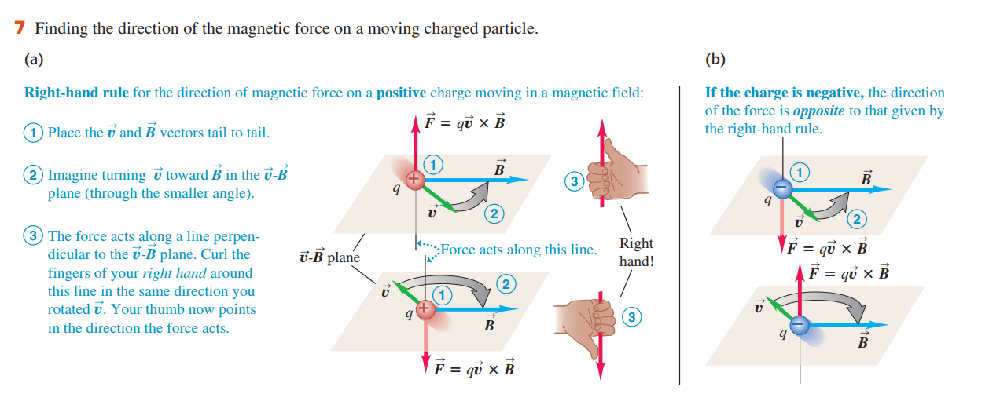 7 Finding the direction of the magnetic force on a moving charged particle.
(a)
Right-hand rule for the direction of magnetic force on a positive charge moving in a magnetic field:
1 Place the v⃗ and B⃗ vectors tail to tail.
2 Imagine turning v⃗ toward B⃗ in the v⃗-B⃗
plane (through the smaller angle).
3 The force acts along a line perpen-
dicular to the v⃗-B⃗ plane. Curl the
fingers of your right hand around
this line in the same direction you
rotated v⃗. Your thumb now points
in the direction the force acts.
F⃗ = qv⃗ × B⃗
1
B⃗
+
q
v⃗
2
3
v⃗-B⃗ plane
Force acts along this line.
Right
hand!
v⃗
2
1
+
q
B⃗
3
F⃗ = qv⃗ × B⃗
(b)
If the charge is negative, the direction
of the force is opposite to that given by
the right-hand rule.
1
B⃗
−
q
v⃗
2
F⃗ = qv⃗ × B⃗
F⃗ = qv⃗ × B⃗
v⃗
−
q
B⃗